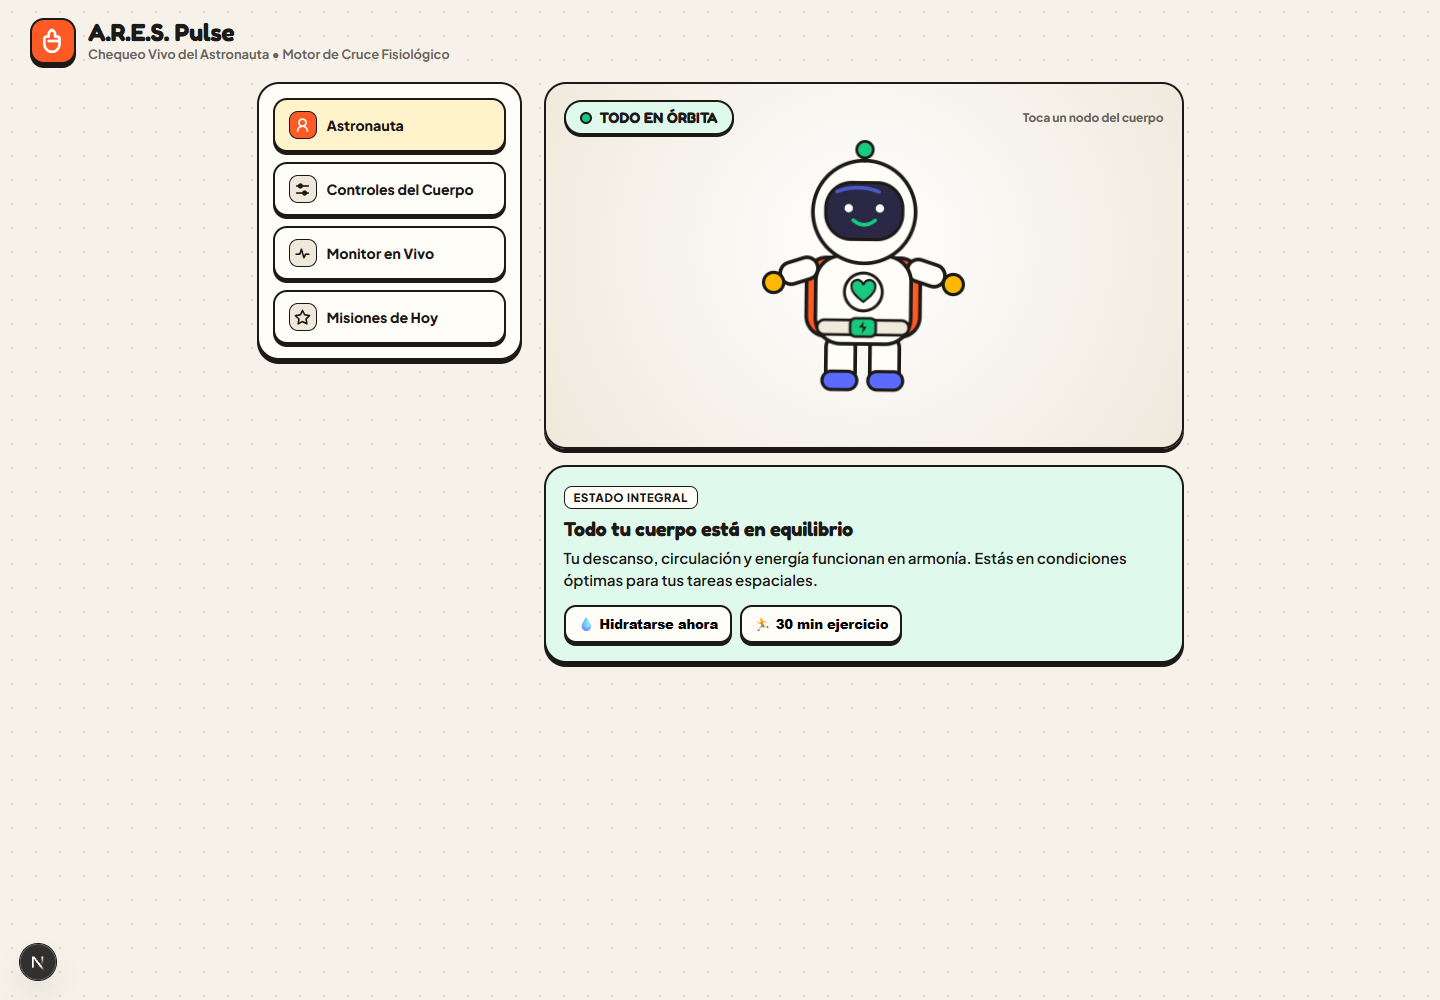 A.R.E.S. Pulse
Chequeo Vivo del Astronauta • Motor de Cruce Fisiológico
Astronauta
Controles del Cuerpo
Monitor en Vivo
Misiones de Hoy
TODO EN ÓRBITA
Toca un nodo del cuerpo
ESTADO INTEGRAL
Todo tu cuerpo está en equilibrio
Tu descanso, circulación y energía funcionan en armonía. Estás en condiciones
óptimas para tus tareas espaciales.
💧 Hidratarse ahora
🏃 30 min ejercicio
N